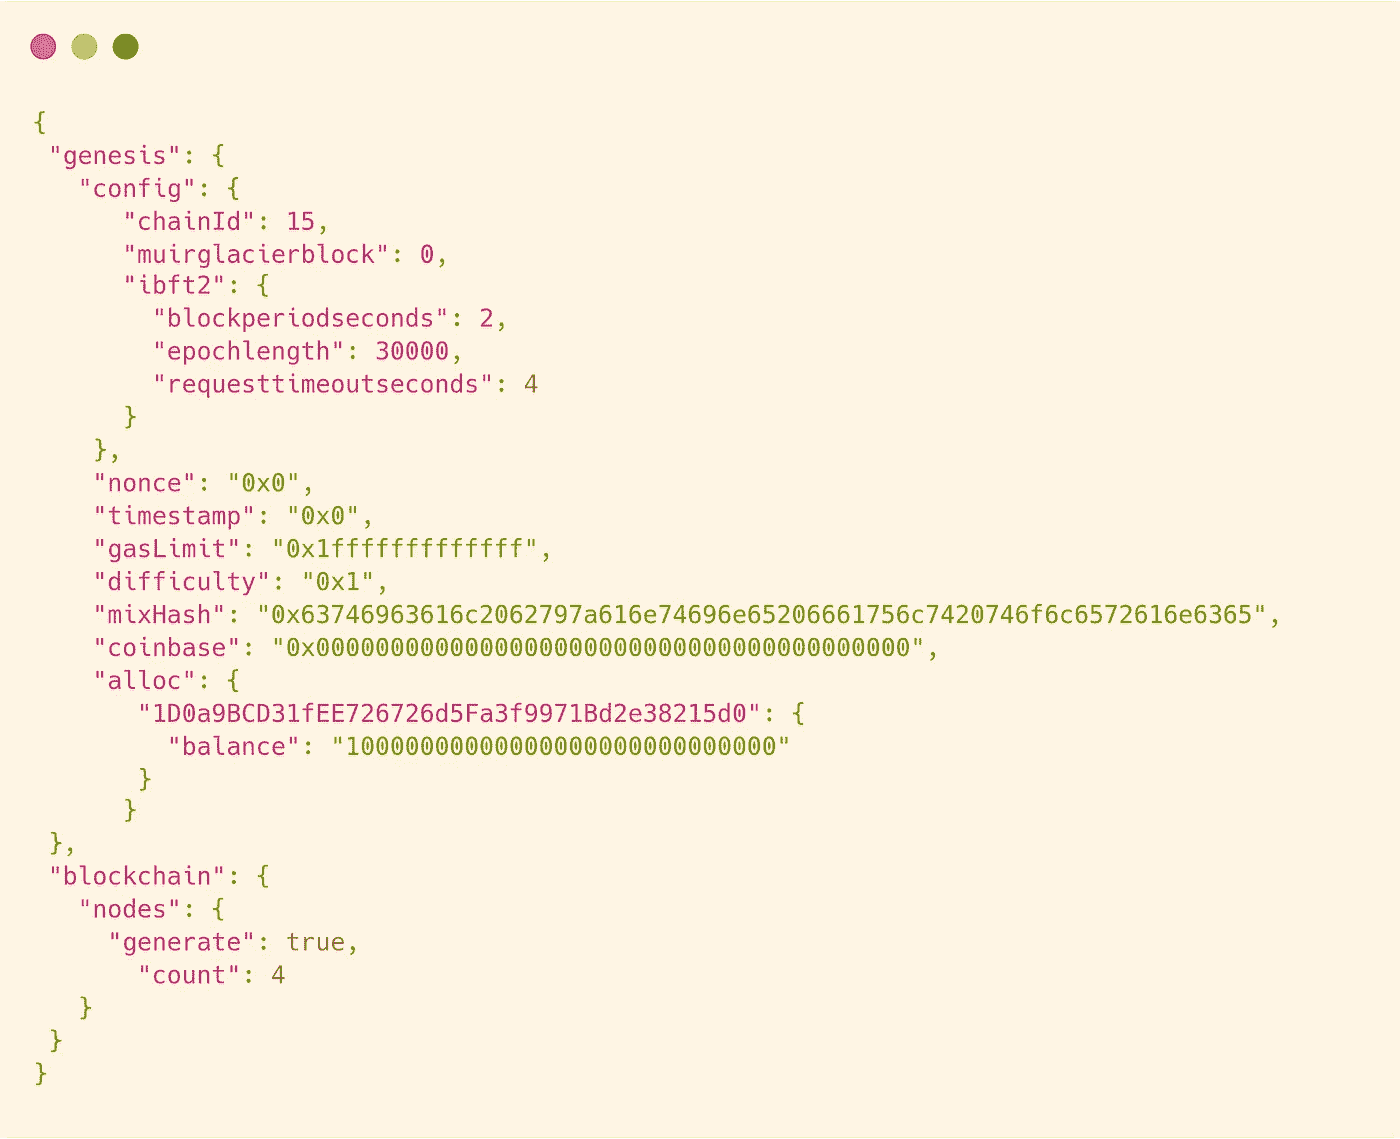 {
"genesis": {
"config": {
"chainId": 15,
"muirglacierblock": 0,
"ibft2": {
"blockperiodseconds": 2,
"epochlength": 30000,
"requesttimeoutseconds": 4
}
},
"nonce": "0x0",
"timestamp": "0x0",
"gasLimit": "0x1fffffffffffff",
"difficulty": "0x1",
"mixHash": "0x63746963616c2062797a616e74696e65206661756c7420746f6c6572616e6365",
"coinbase": "0x0000000000000000000000000000000000000000",
"alloc": {
"1D0a9BCD31fEE726726d5Fa3f9971Bd2e38215d0": {
"balance": "10000000000000000000000000000"
}
}
},
"blockchain": {
"nodes": {
"generate": true,
"count": 4
}
}
}